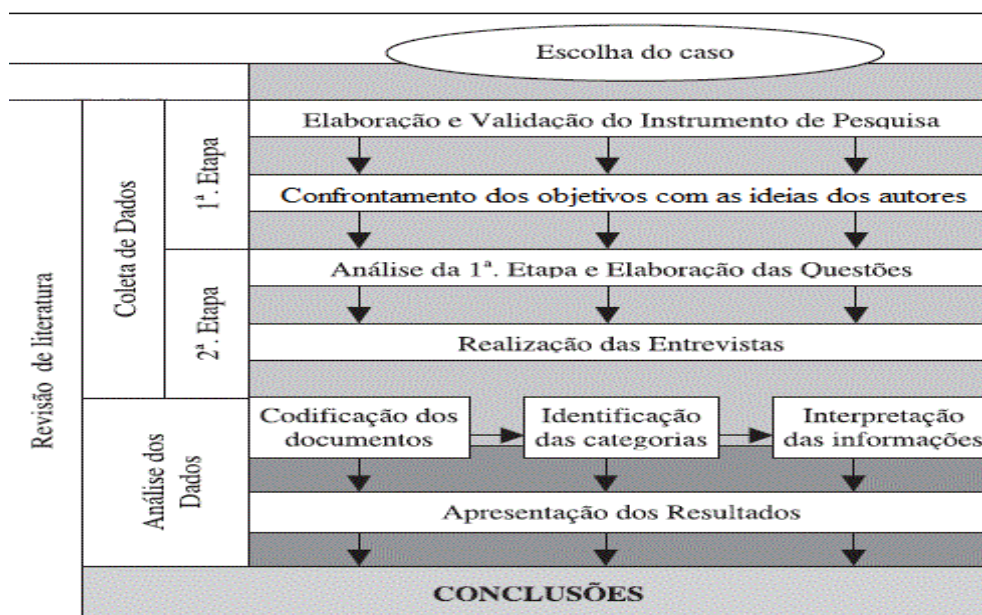 Escolha do caso
Elaboração e Validação do Instrumento de Pesquisa
Confrontamento dos objetivos com as ideias dos autores
Análise da 1ª. Etapa e Elaboração das Questões
Realização das Entrevistas
Codificação dos
documentos
Identificação
das categorias
Interpretação
das informações
Apresentação dos Resultados
CONCLUSÕES
Revisão de literatura
Coleta de Dados
1ª. Etapa
2ª. Etapa
Análise dos
Dados